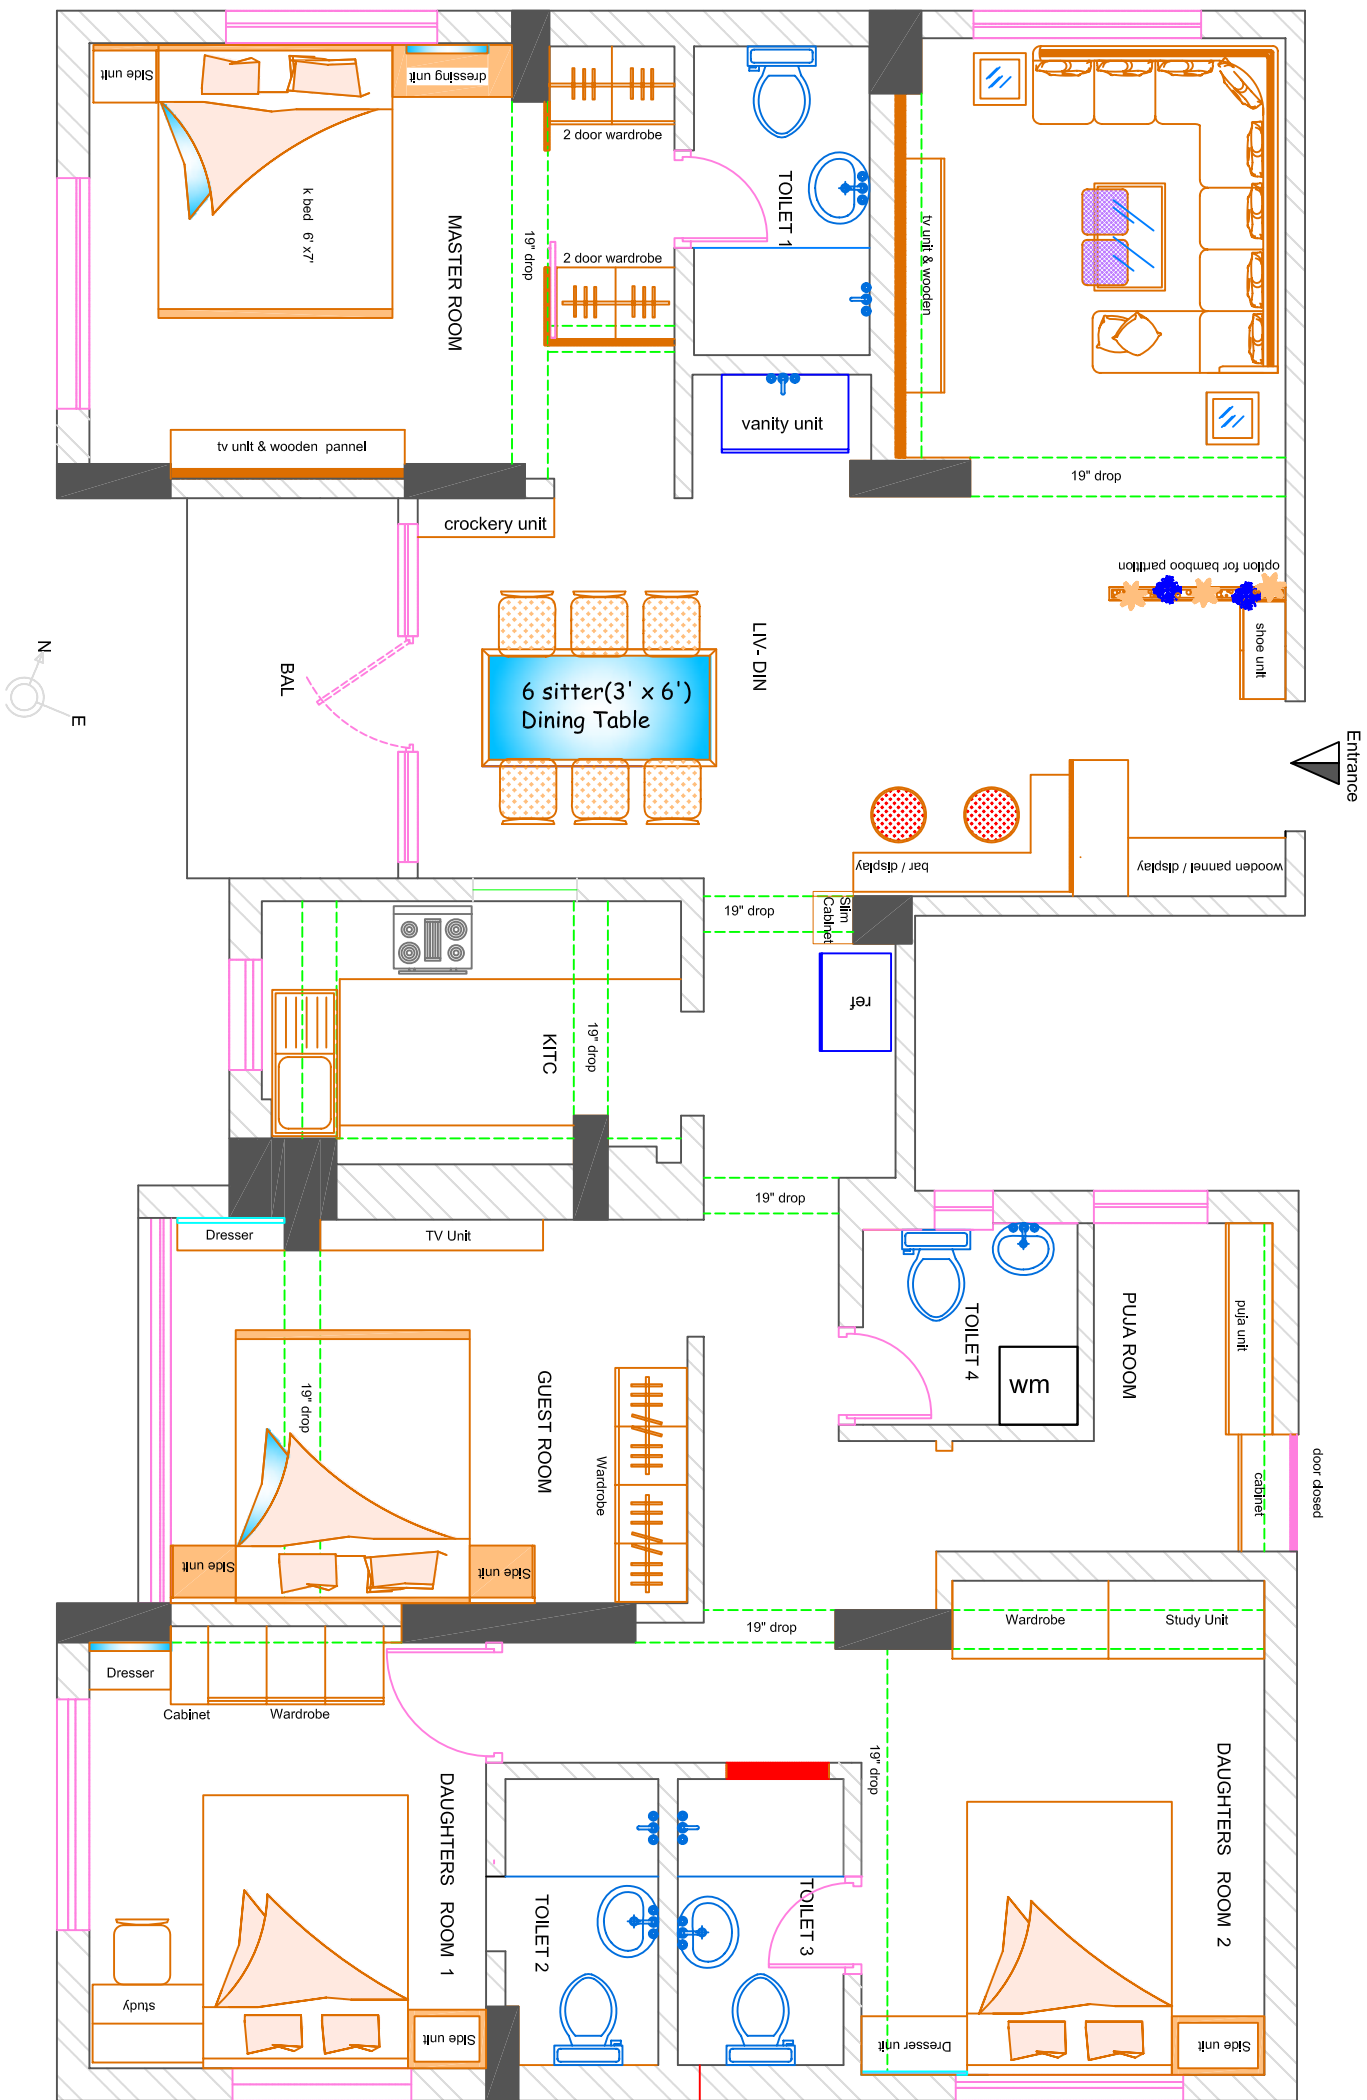 Side unit
dressing unit
k bed 6' x7'
MASTER ROOM
19" drop
2 door wardrobe
2 door wardrobe
TOILET 1
vanity unit
tv unit & wooden
tv unit & wooden pannel
19" drop
crockery unit
option for bamboo partition
shoe unit
LIV- DIN
BAL
N
E
6 sitter(3' x 6')
Dining Table
Entrance
bar / display
wooden pannel / display
19" drop
Slim
Cabinet
ref
KITC
19" drop
19" drop
Dresser
TV Unit
GUEST ROOM
19" drop
Wardrobe
Side unit
Side unit
TOILET 4
wm
PUJA ROOM
puja unit
cabinet
door closed
19" drop
Wardrobe
Study Unit
Dresser
Cabinet
Wardrobe
DAUGHTERS ROOM 1
19" drop
DAUGHTERS ROOM 2
TOILET 2
TOILET 3
study
Side unit
Dresser unit
Side unit